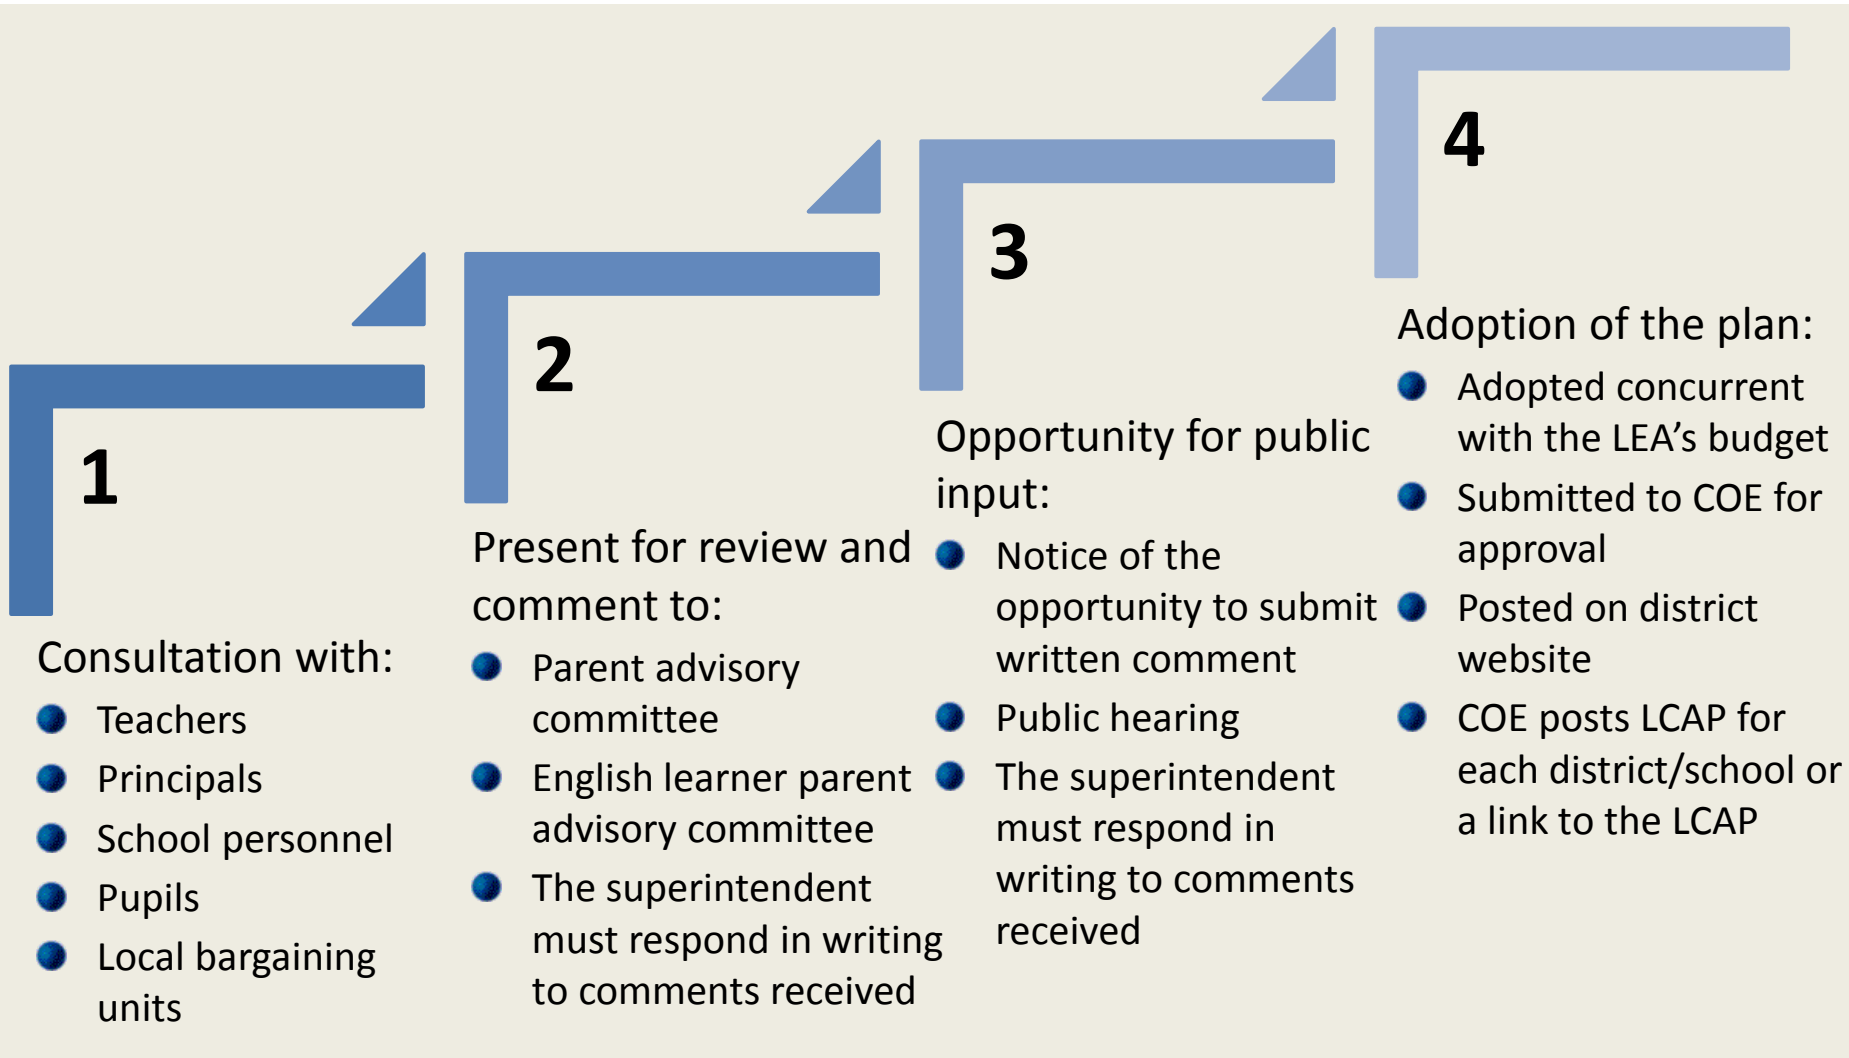 1
Consultation with:
Teachers
Principals
School personnel
Pupils
Local bargaining
units
2
Present for review and
comment to:
Parent advisory
committee
English learner parent
advisory committee
The superintendent
must respond in writing
to comments received
3
Opportunity for public
input:
Notice of the
opportunity to submit
written comment
Public hearing
The superintendent
must respond in
writing to comments
received
4
Adoption of the plan:
Adopted concurrent
with the LEA’s budget
Submitted to COE for
approval
Posted on district
website
COE posts LCAP for
each district/school or
a link to the LCAP